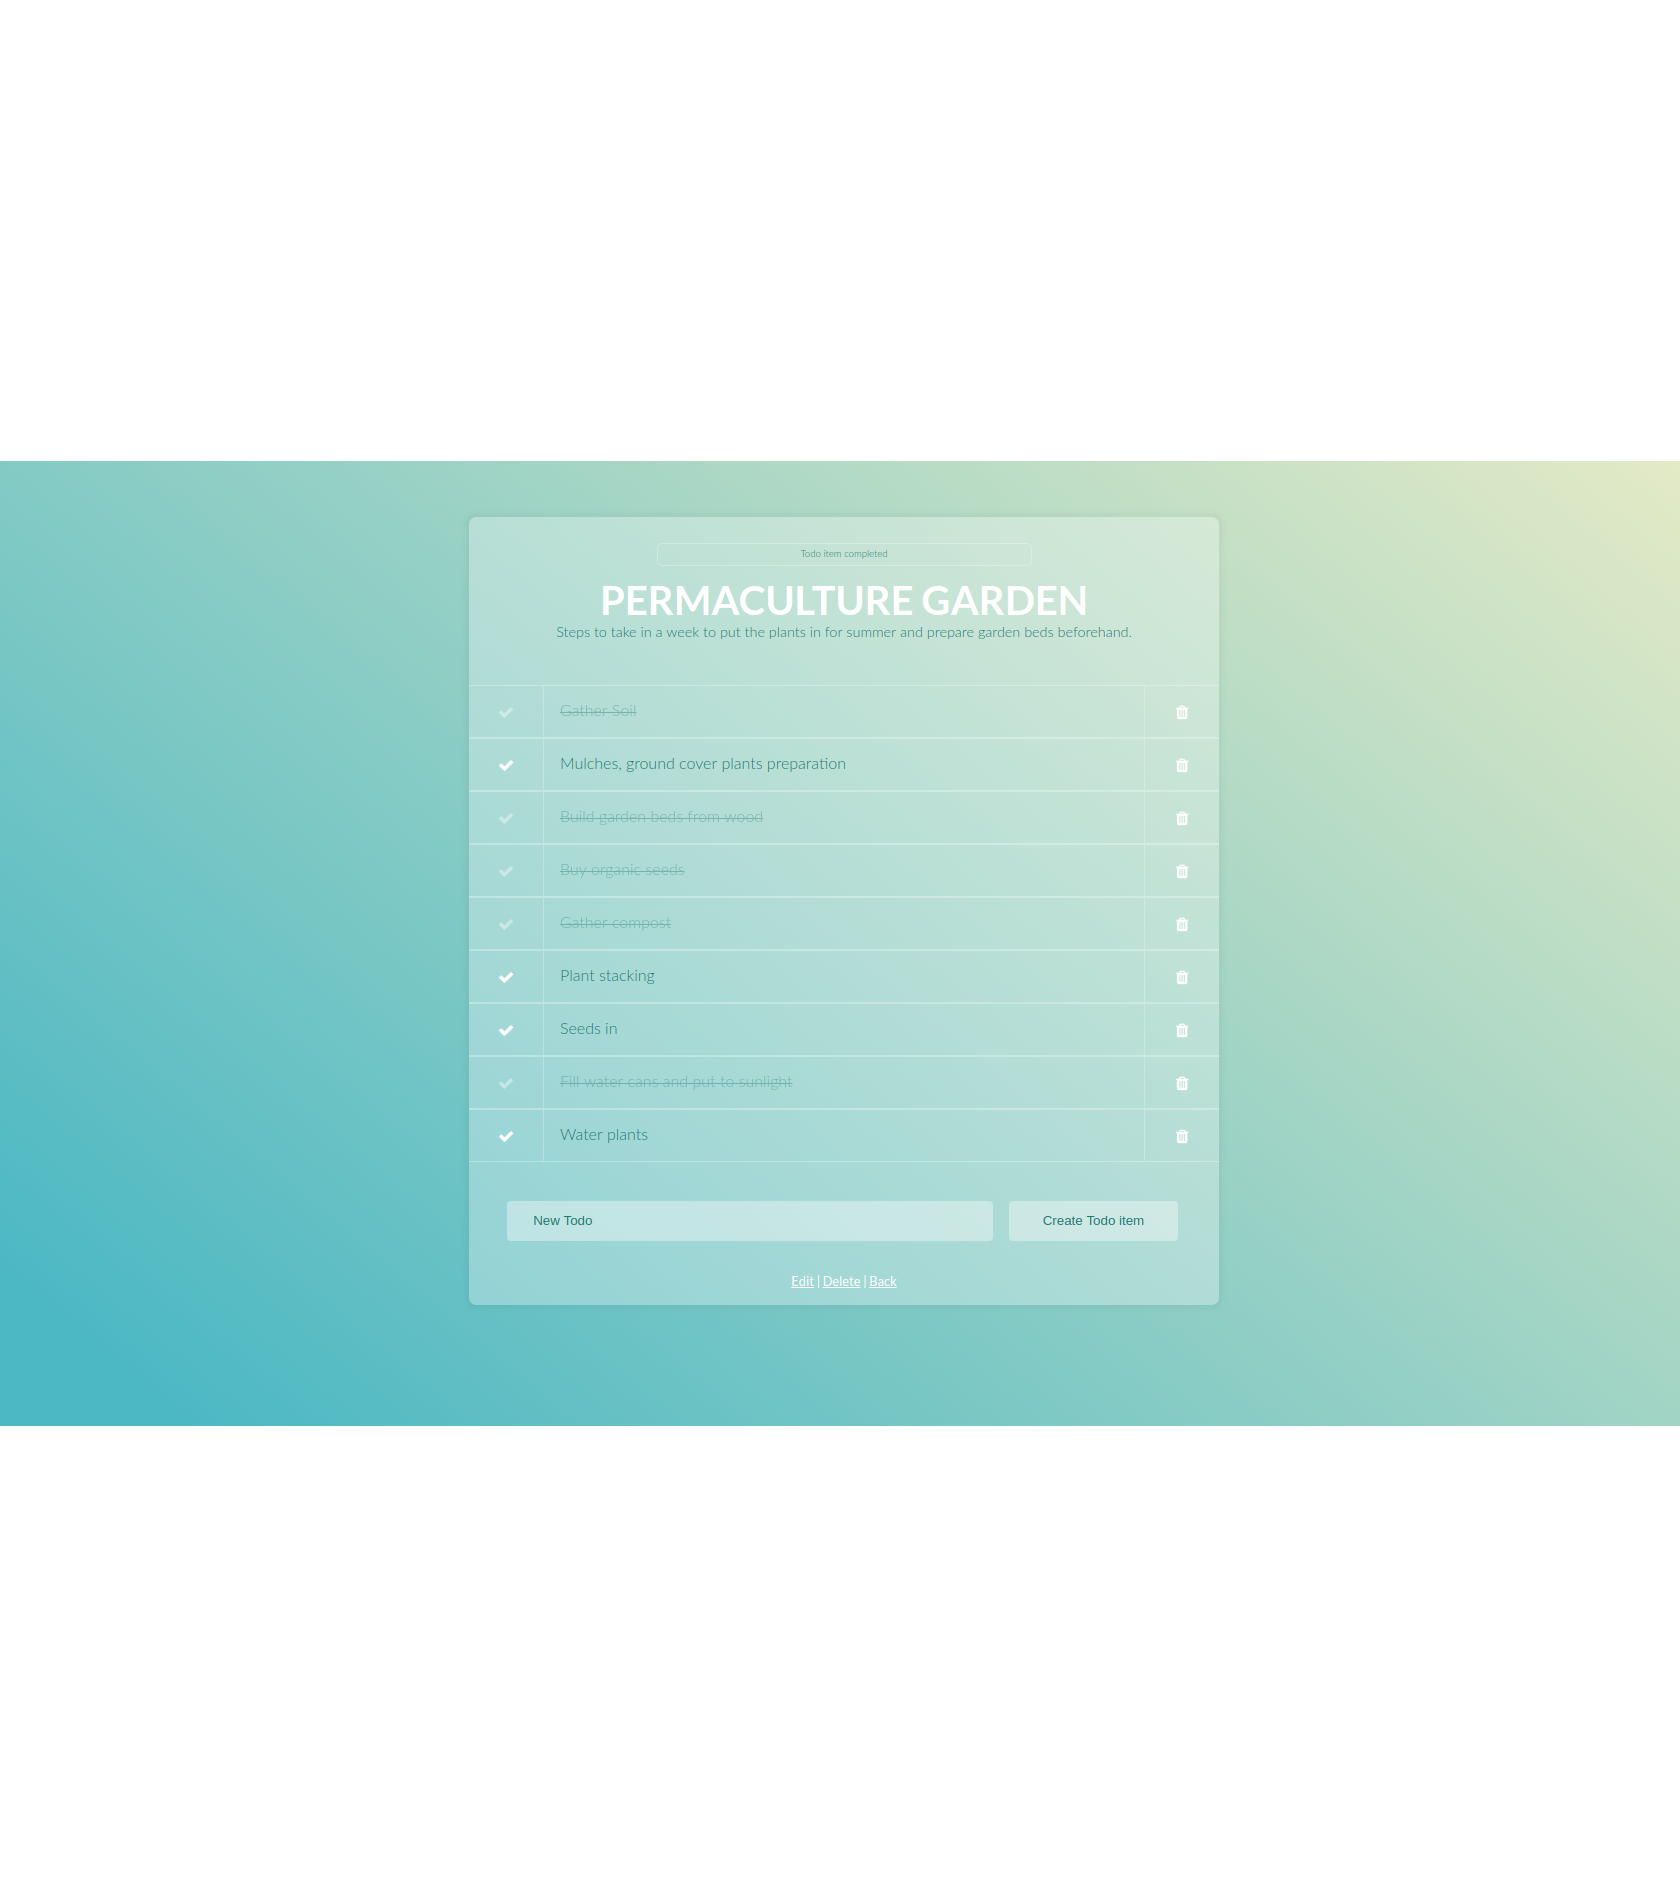 Todo item completed
PERMACULTURE GARDEN
Steps to take in a week to put the plants in for summer and prepare garden beds beforehand.
Gather Soil
Mulches, ground cover plants preparation
Build garden beds from wood
Buy organic seeds
Gather compost
Plant stacking
Seeds in
Fill water cans and put to sunlight
Water plants
New Todo
Create Todo item
Edit | Delete | Back